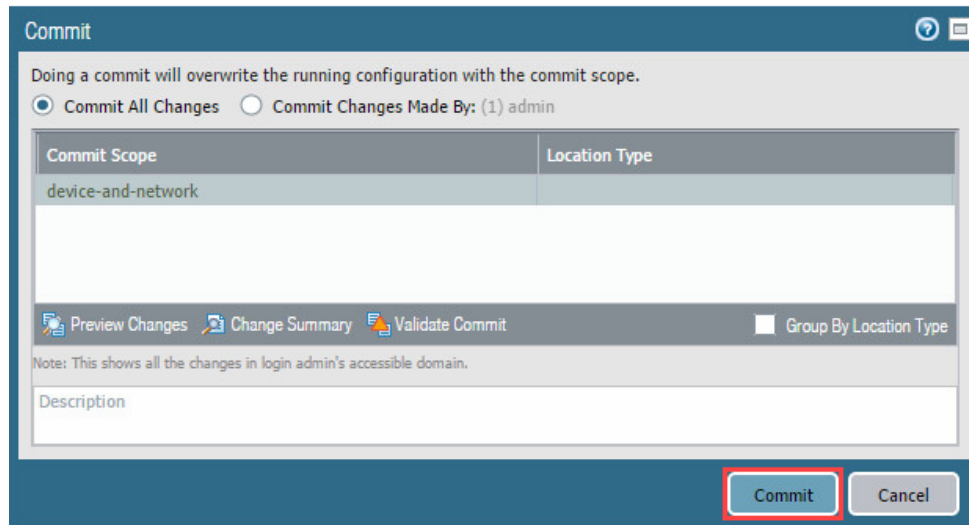 Commit
Doing a commit will overwrite the running configuration with the commit scope.
Commit All Changes Commit Changes Made By: (1) admin
Commit Scope Location Type
device-and-network
Preview Changes Change Summary Validate Commit Group By Location Type
Note: This shows all the changes in login admin's accessible domain.
Description
Commit Cancel